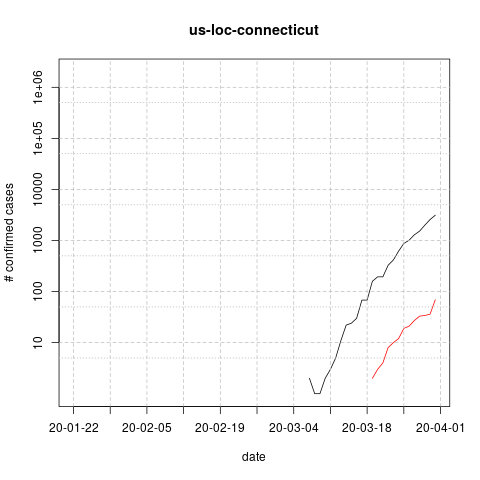 us-loc-connecticut
# confirmed cases
1e+06
1e+05
10000
1000
100
10
20-01-22 20-02-05 20-02-19 20-03-04 20-03-18 20-04-01
date